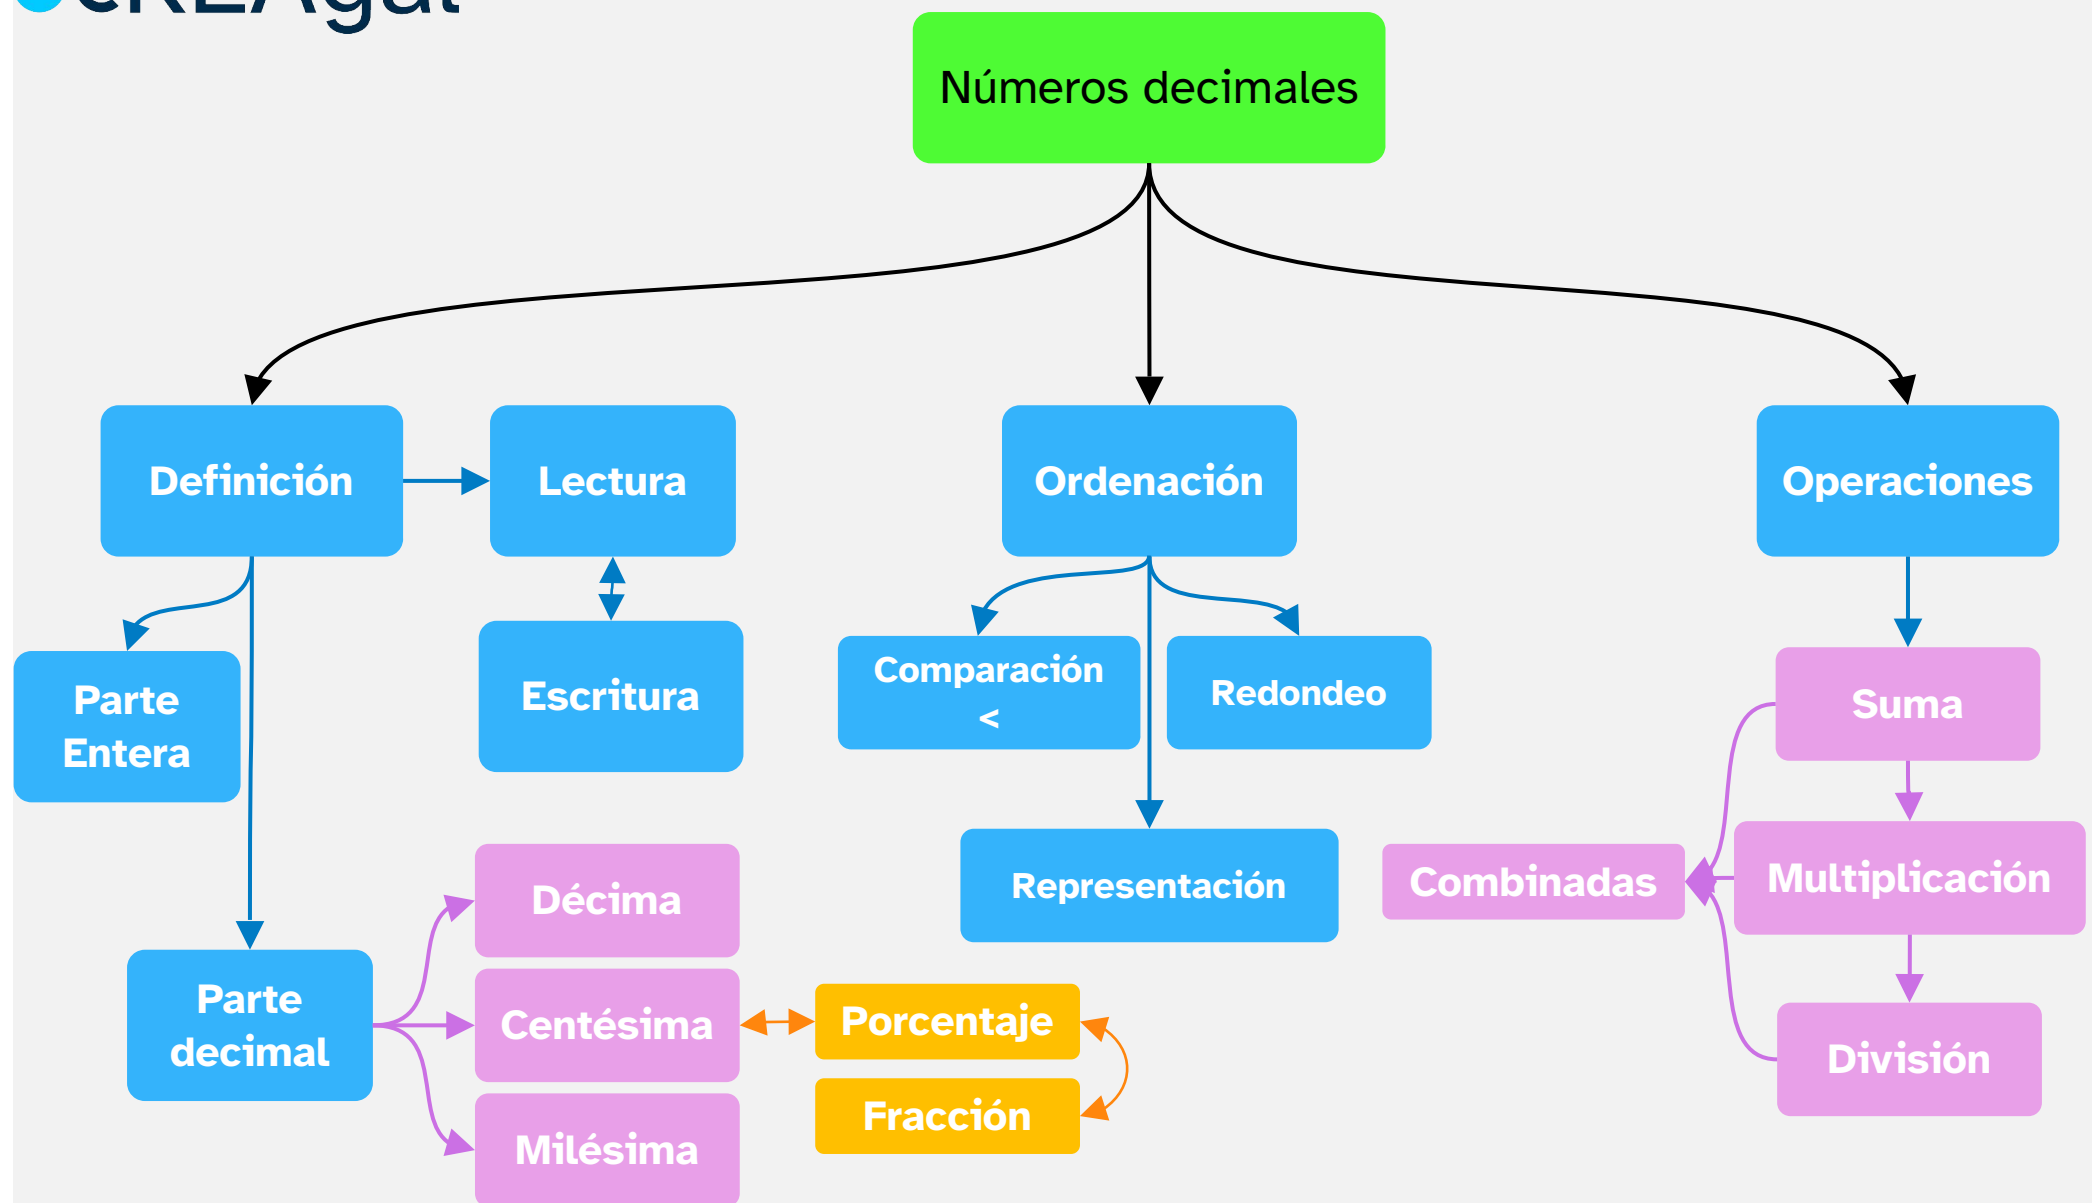 cREAgal
Números decimales
Definición
Lectura
Ordenación
Operaciones
Parte
Entera
Escritura
Comparación
<
Redondeo
Suma
Representación
Combinadas
Multiplicación
Parte
decimal
Décima
Centésima
Milésima
Porcentaje
Fracción
División